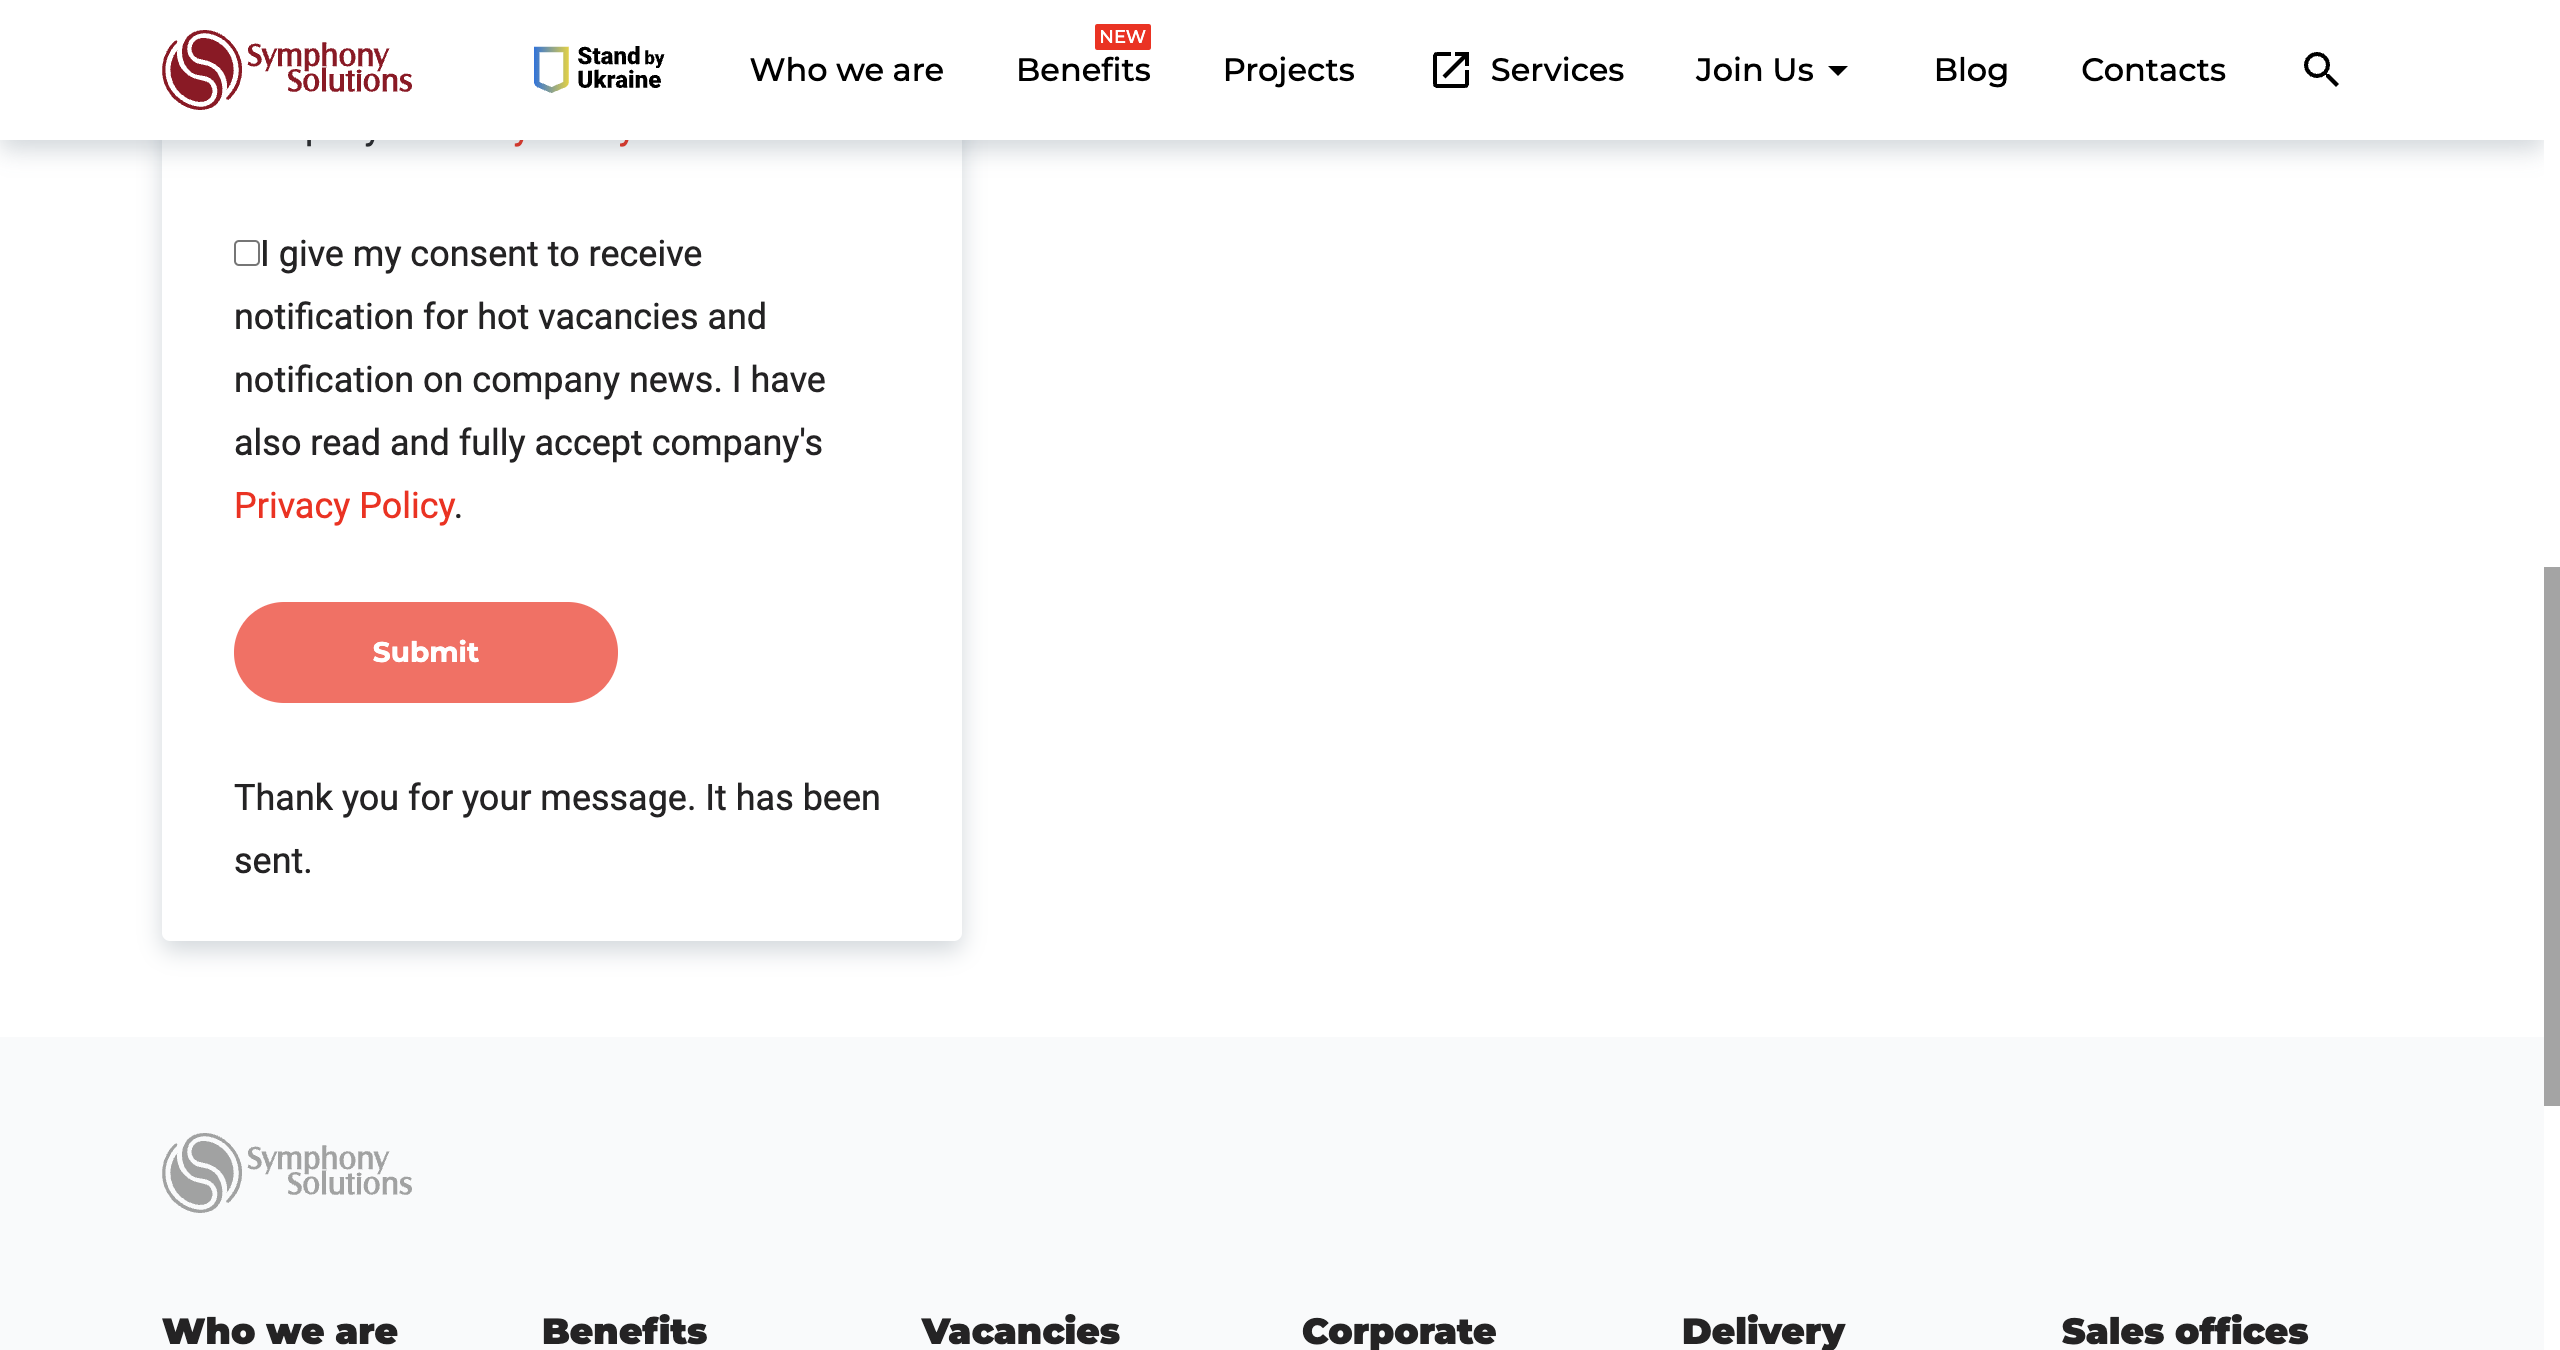 Symphony
Solutions
Stand by
Ukraine
Who we are
NEW
Benefits
Projects
Services
Join Us
Blog
Contacts
I give my consent to receive
notification for hot vacancies and
notification on company news. I have
also read and fully accept company's
Privacy Policy.
Submit
Thank you for your message. It has been
sent.
Symphony
Solutions
Who we are
Benefits
Vacancies
Corporate
Delivery
Sales offices